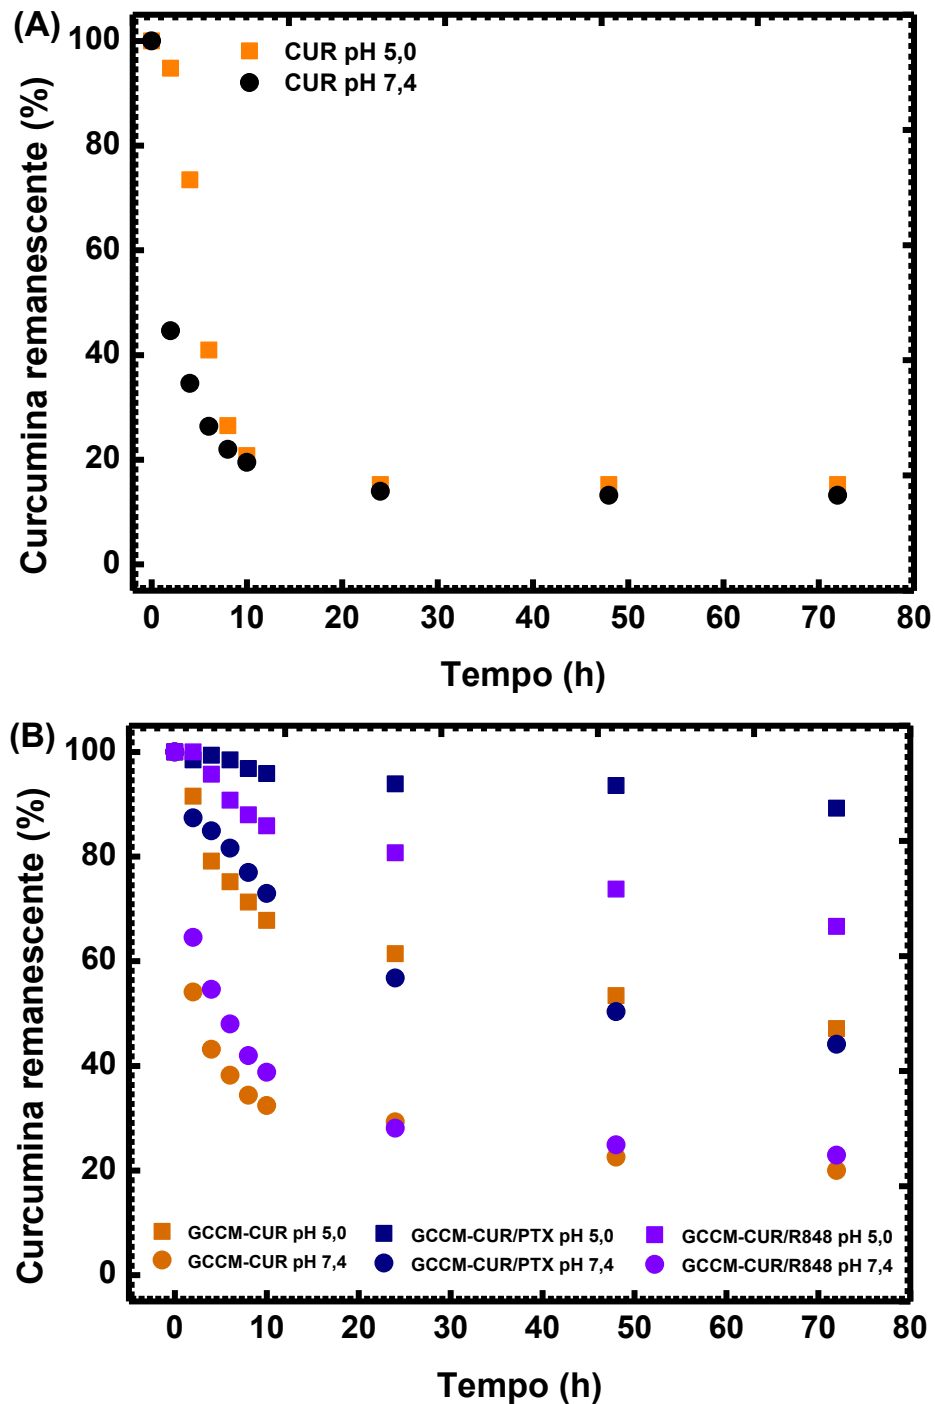 (A)
100
80
60
40
20
0
Curcumina remanescente (%)
CUR pH 5,0
CUR pH 7,4
0 10 20 30 40 50 60 70 80
Tempo (h)
(B)
100
80
60
40
20
0
Curcumina remanescente (%)
GCCM-CUR pH 5,0 GCCM-CUR/PTX pH 5,0 GCCM-CUR/R848 pH 5,0
GCCM-CUR pH 7,4 GCCM-CUR/PTX pH 7,4 GCCM-CUR/R848 pH 7,4
0 10 20 30 40 50 60 70 80
Tempo (h)